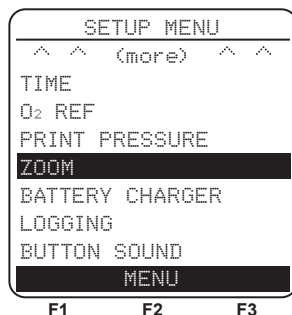 SETUP MENU
^ ^ (more) ^ ^
TIME
O₂ REF
PRINT PRESSURE
ZOOM
BATTERY CHARGER
LOGGING
BUTTON SOUND
MENU
F1 F2 F3